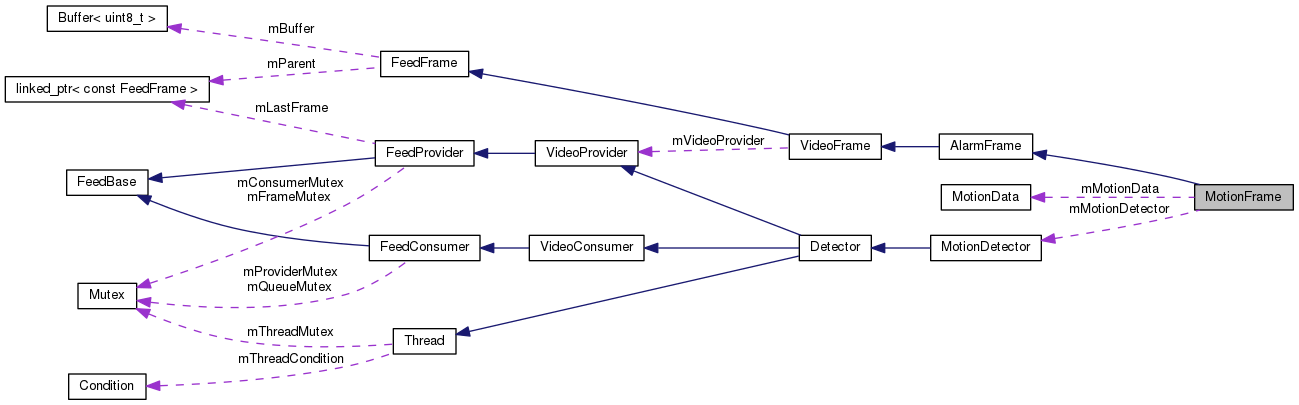 Buffer< uint8_t >
mBuffer
FeedFrame
mParent
linked_ptr< const FeedFrame >
mLastFrame
mVideoProvider
VideoFrame
AlarmFrame
FeedProvider
VideoProvider
FeedBase
mConsumerMutex
mFrameMutex
MotionData
mMotionData
MotionFrame
mMotionDetector
FeedConsumer
VideoConsumer
Detector
MotionDetector
mProviderMutex
mQueueMutex
Mutex
mThreadMutex
Thread
mThreadCondition
Condition